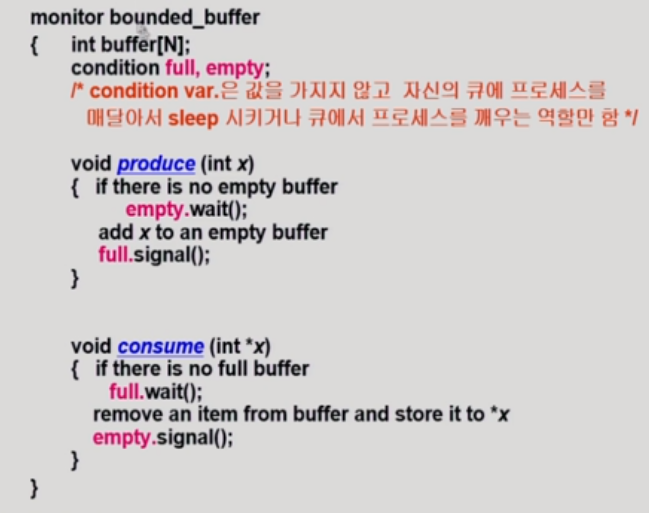 monitor bounded_buffer
{ int buffer[N];
condition full, empty;
/* condition var.은 값을 가지지 않고 자신의 큐에 프로세스를
매달아서 sleep 시키거나 큐에서 프로세스를 깨우는 역할만 함 */
void produce (int x)
{ if there is no empty buffer
empty.wait();
add x to an empty buffer
full.signal();
}
void consume (int *x)
{ if there is no full buffer
full.wait();
remove an item from buffer and store it to *x
empty.signal();
}
}